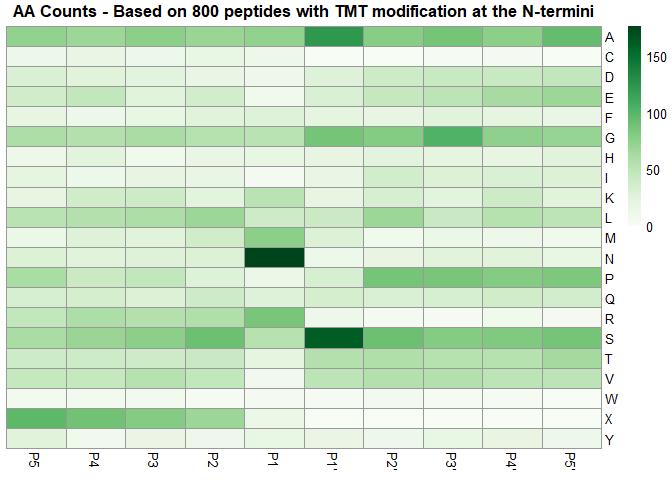 AA Counts - Based on 800 peptides with TMT modification at the N-termini
A
C
D
E
F
G
H
I
K
L
M
N
P
Q
R
S
T
V
W
X
Y
150
100
50
0
P5 P4 P3 P2 P1 P1' P2' P3' P4' P5'